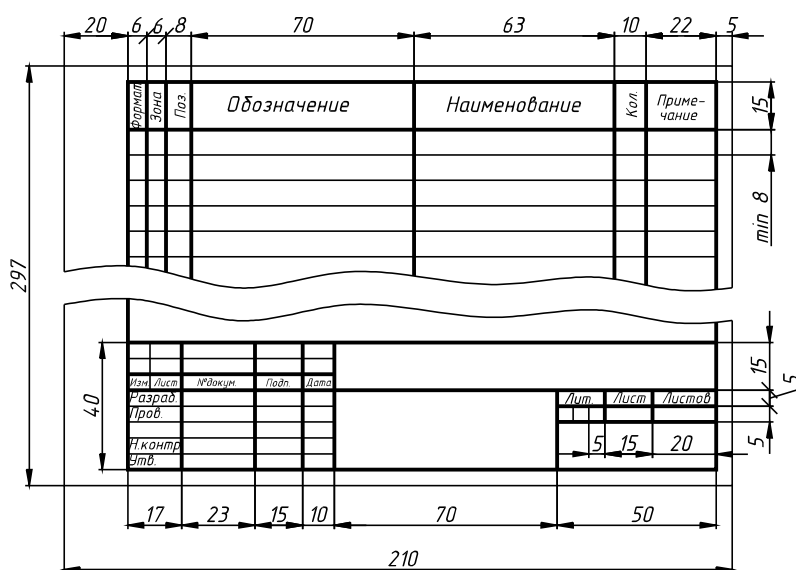 20 6 6 8 70 63 10 22 5
Формат
Зона
Поз.
Обозначение
Наименование
Кол.
Приме-
чание
15
min 8
297
Изм. Лист №докум. Подп. Дата
15
5
40
Разраб.
Пров.
Н.контр.
Утв.
Лит. Лист Листов
5 15 20
5
17 23 15 10 70 50
210